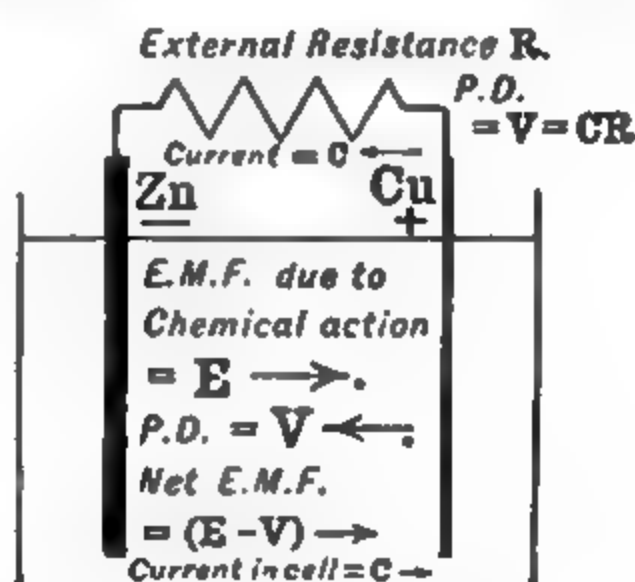 External Resistance R.
P.D.
= V = CR
Current = C ←
Zn Cu
— +
E.M.F. due to
Chemical action
= E ⟶.
P.D. = V ⟵.
Net E.M.F.
= (E - V) →
Current in cell = C →